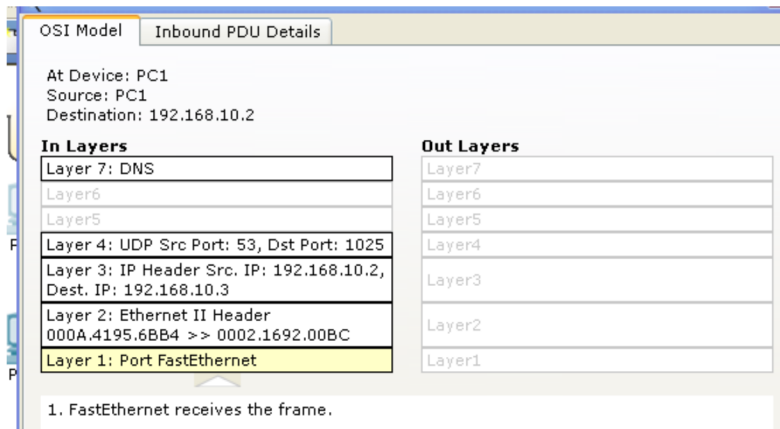 OSI Model
Inbound PDU Details
At Device: PC1
Source: PC1
Destination: 192.168.10.2
In Layers
Out Layers
Layer 7: DNS
Layer7
Layer6
Layer6
Layer5
Layer5
Layer 4: UDP Src Port: 53, Dst Port: 1025
Layer4
Layer 3: IP Header Src. IP: 192.168.10.2,
Dest. IP: 192.168.10.3
Layer3
Layer 2: Ethernet II Header
000A.4195.6BB4 >> 0002.1692.00BC
Layer2
Layer 1: Port FastEthernet
Layer1
1. FastEthernet receives the frame.
P
P